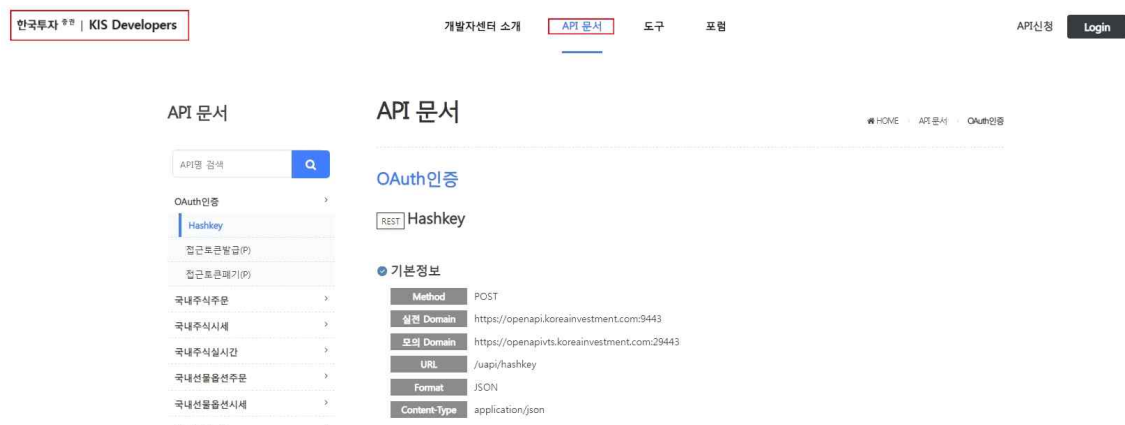 한국투자 증권 | KIS Developers
개발자센터 소개 API 문서 도구 포럼
API신청 Login
API 문서
API명 검색
OAuth인증
Hashkey
접근토큰발급(P)
접근토큰폐기(P)
국내주식주문
국내주식시세
국내주식실시간
국내선물옵션주문
국내선물옵션시세
API 문서
HOME API 문서 OAuth인증
OAuth인증
REST Hashkey
기본정보
Method POST
실전 Domain https://openapi.koreainvestment.com:9443
모의 Domain https://openapivts.koreainvestment.com:29443
URL /uapi/hashkey
Format JSON
Content-Type application/json